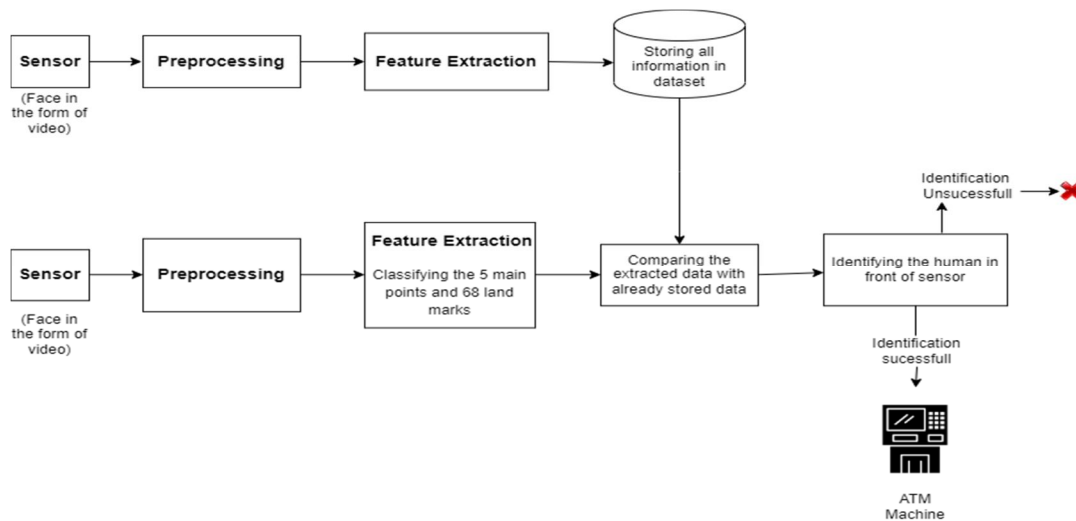 Sensor
(Face in
the form of
video)
Preprocessing
Feature Extraction
Storing all
information in
dataset
Sensor
(Face in
the form of
video)
Preprocessing
Feature Extraction
Classifying the 5 main
points and 68 land
marks
Comparing the
extracted data with
already stored data
Identifying the human in
front of sensor
Identification
Unsucessfull
Identification
sucessfull
ATM
Machine